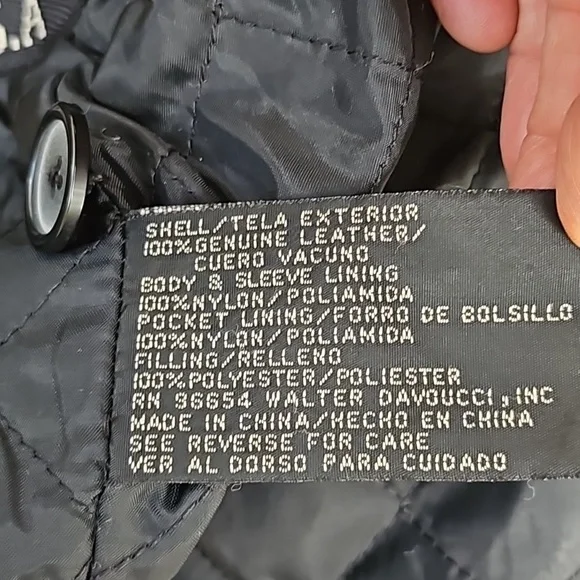 .A
SHELL/TELA EXTERIOR
100%GENUINE LEATHER/
CUERO VACUNO
BODY & SLEEVE LINING
100%NYLON/POLIAMIDA
POCKET LINING/FORRO DE BOLSILLO
100%NYLON/POLIAMIDA
FILLING/RELLENO
100%POLYESTER/POLIESTER
RN 96654 WALTER DAVOUCCI,INC
MADE IN CHINA/HECHO EN CHINA
SEE REVERSE FOR CARE
VER AL DORSO PARA CUIDADO